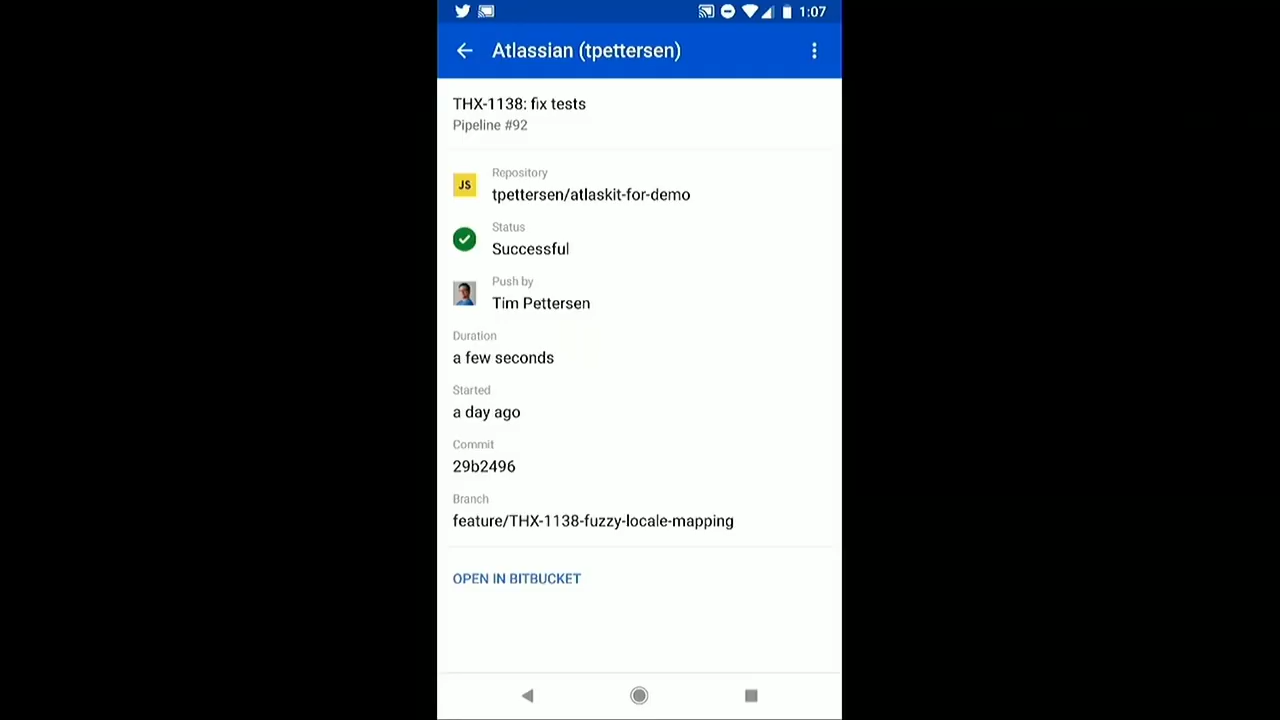 1:07
Atlassian (tpettersen)
THX-1138: fix tests
Pipeline #92
JS
Repository
tpettersen/atlaskit-for-demo
Status
Successful
Push by
Tim Pettersen
Duration
a few seconds
Started
a day ago
Commit
29b2496
Branch
feature/THX-1138-fuzzy-locale-mapping
OPEN IN BITBUCKET